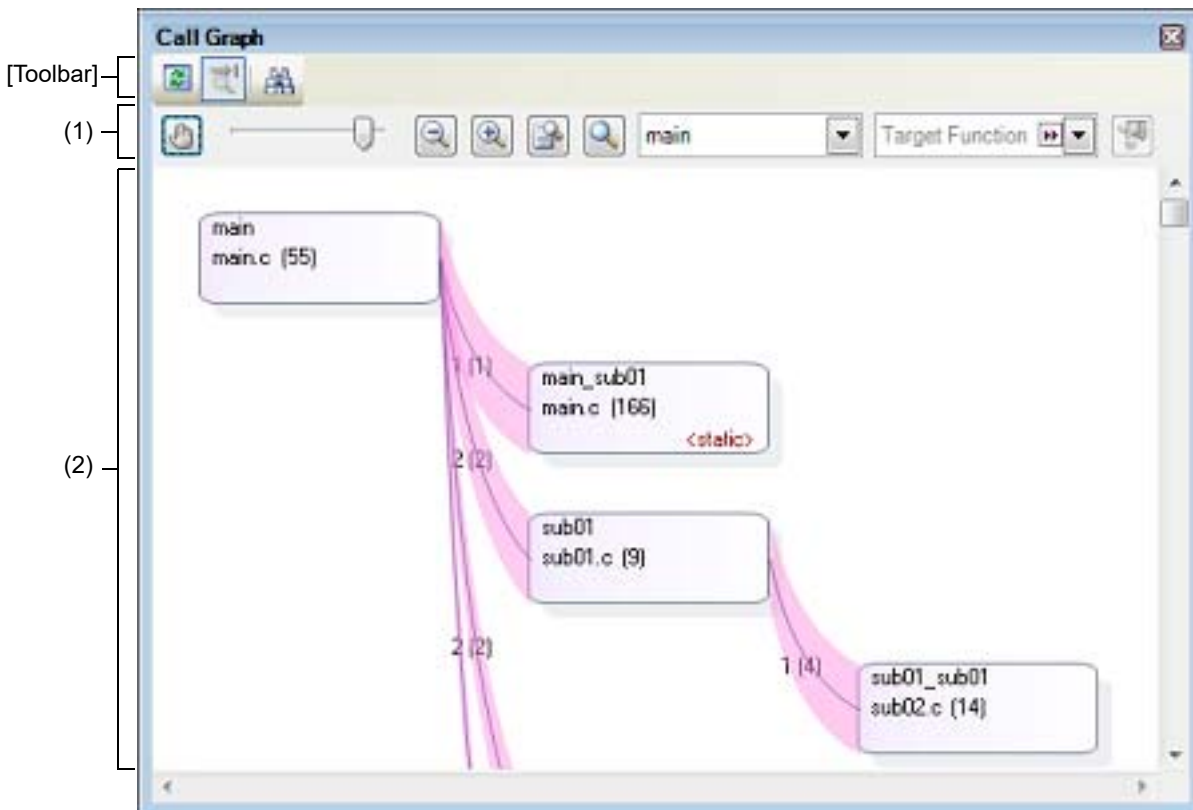 Call Graph
[Toolbar]
(1)
main
Target Function
(2)
main
main.c (55)
1 (1)
main_sub01
main.c (166)
<static>
2 (2)
sub01
sub01.c (9)
2 (2)
1 (4)
sub01_sub01
sub02.c (14)